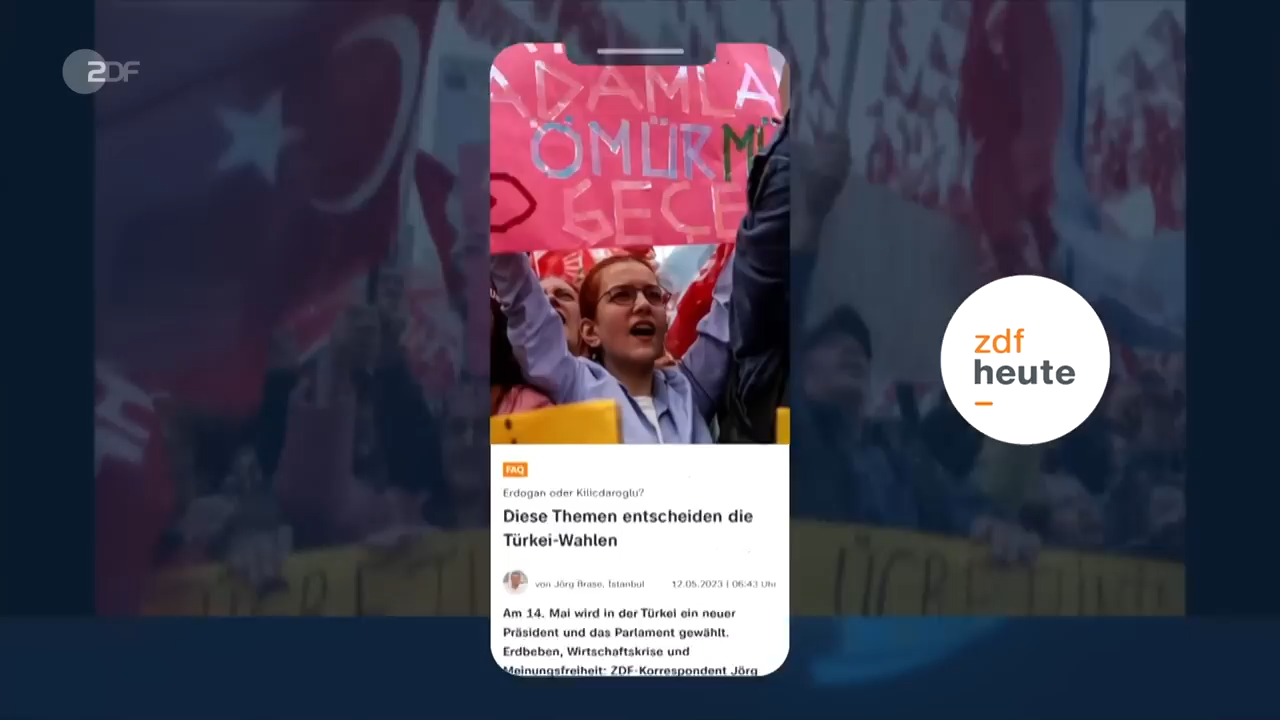 ZDF
ADAMLA
ÖMÜR MÜ
GEÇE
zdf
heute
FAQ
Erdogan oder Kilicdaroglu?
Diese Themen entscheiden die
Türkei-Wahlen
von Jörg Brase, Istanbul
12.05.2023 | 06:43 Uhr
Am 14. Mai wird in der Türkei ein neuer
Präsident und das Parlament gewählt.
Erdbeben, Wirtschaftskrise und
Meinungsfreiheit: ZDF-Korrespondent Jörg